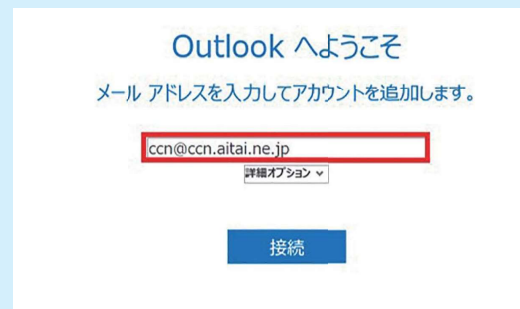 Outlook へようこそ
メール アドレスを入力してアカウントを追加します。
ccn@ccn.aitai.ne.jp
詳細オプション
接続